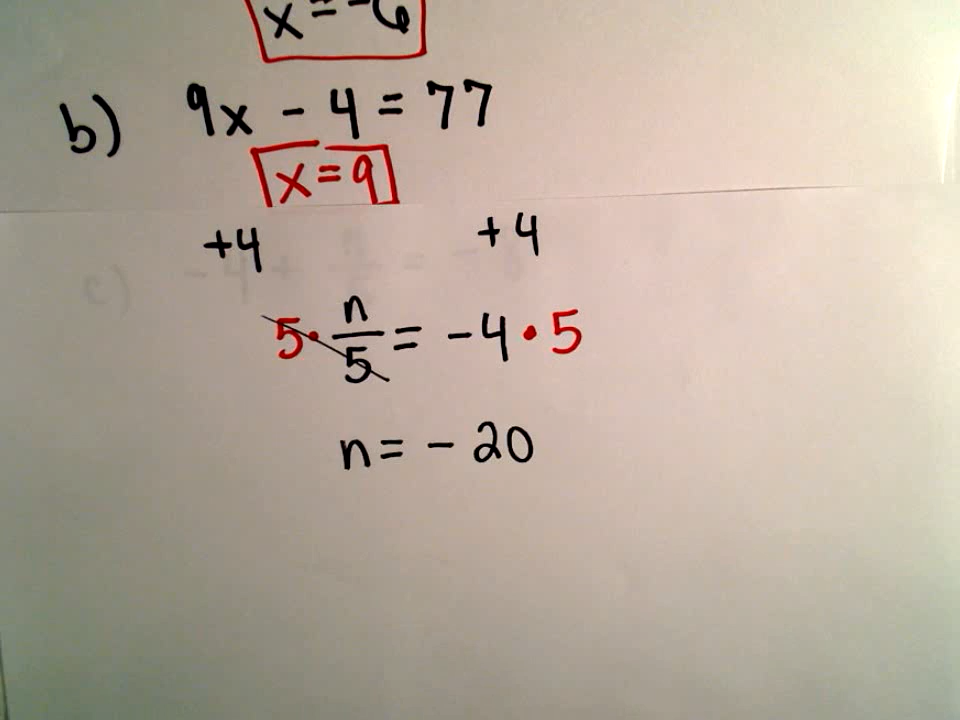 x = -6
b) 9x - 4 = 77
x = 9
+4 +4
5 · n/5 = -4 · 5
n = - 20